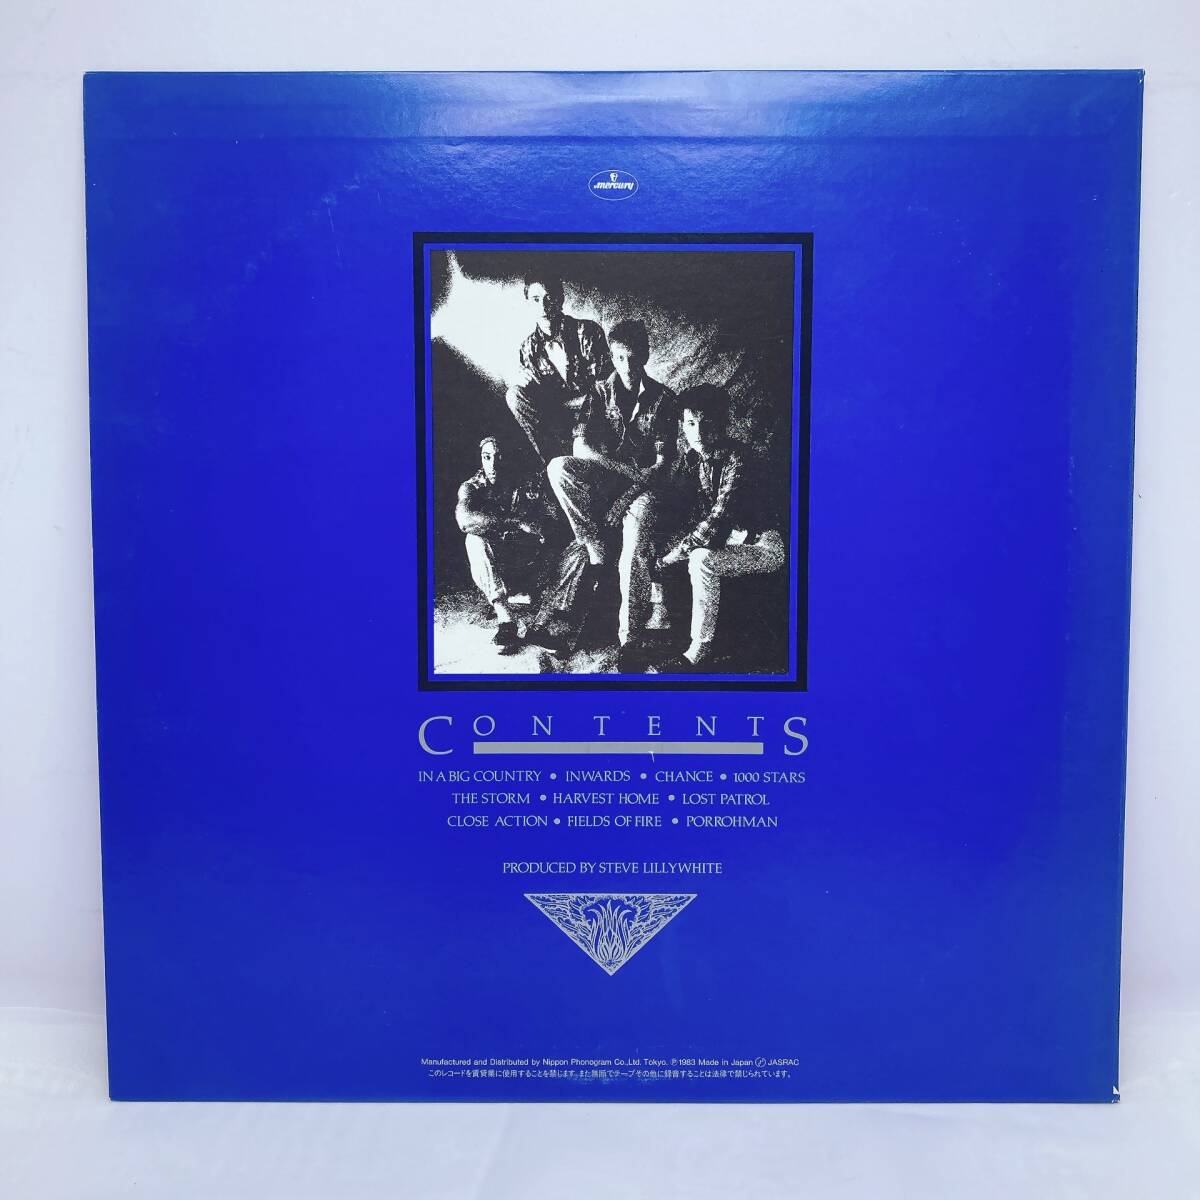 mercury
CONTENTS
IN A BIG COUNTRY • INWARDS • CHANCE • 1000 STARS
THE STORM • HARVEST HOME • LOST PATROL
CLOSE ACTION • FIELDS OF FIRE • PORROHMAN
PRODUCED BY STEVE LILLYWHITE
Manufactured and Distributed by Nippon Phonogram Co.,Ltd. Tokyo. ℗1983 Made in Japan JASRAC
このレコードを賃貸業に使用することを禁じます。また無断でテープその他に録音することは法律で禁じられています。